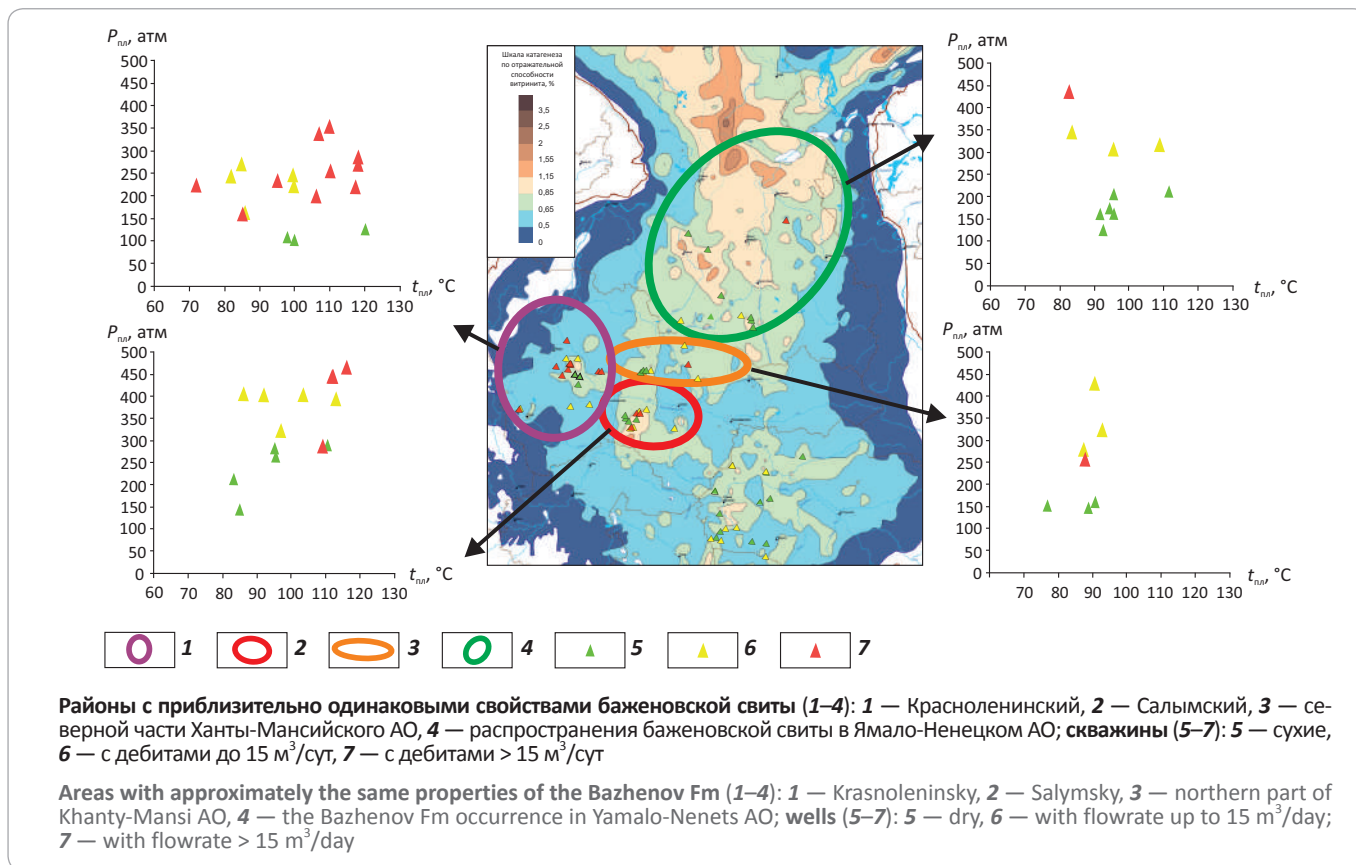 Pпл, атм
500
450
400
350
300
250
200
150
100
50
0
60 70 80 90 100 110 120 130
tпл, °C
Pпл, атм
500
450
400
350
300
250
200
150
100
50
0
60 70 80 90 100 110 120 130
tпл, °C
Шкала катагенеза
по отражательной
способности
витринита, %
3,5
2
1,55
1,15
0,85
0,65
0,5
0
Pпл, атм
500
450
400
350
300
250
200
150
100
50
0
60 70 80 90 100 110 120 130
tпл, °C
Pпл, атм
500
450
400
350
300
250
200
150
100
50
0
70 80 90 100 110 120 130
tпл, °C
1 2 3 4 5 6 7
Районы с приблизительно одинаковыми свойствами баженовской свиты (1–4): 1 — Красноленинский, 2 — Салымский, 3 — се-
верной части Ханты-Мансийского АО, 4 — распространения баженовской свиты в Ямало-Ненецком АО; скважины (5–7): 5 — сухие,
6 — с дебитами до 15 м³/сут, 7 — с дебитами > 15 м³/сут
Areas with approximately the same properties of the Bazhenov Fm (1–4): 1 — Krasnoleninsky, 2 — Salymsky, 3 — northern part of
Khanty-Mansi AO, 4 — the Bazhenov Fm occurrence in Yamalo-Nenets AO; wells (5–7): 5 — dry, 6 — with flowrate up to 15 m³/day;
7 — with flowrate > 15 m³/day